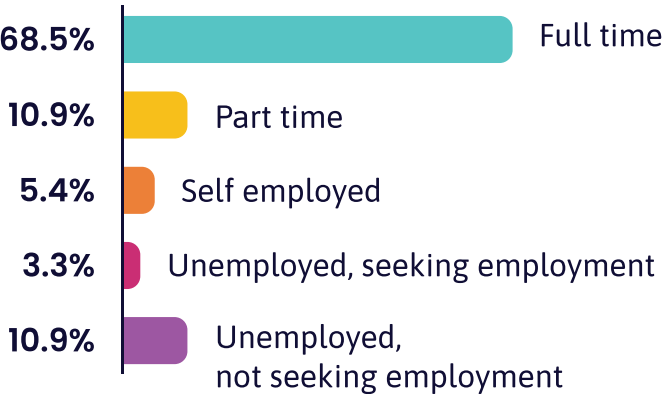 68.5% Full time
10.9% Part time
5.4% Self employed
3.3% Unemployed, seeking employment
10.9% Unemployed,
not seeking employment